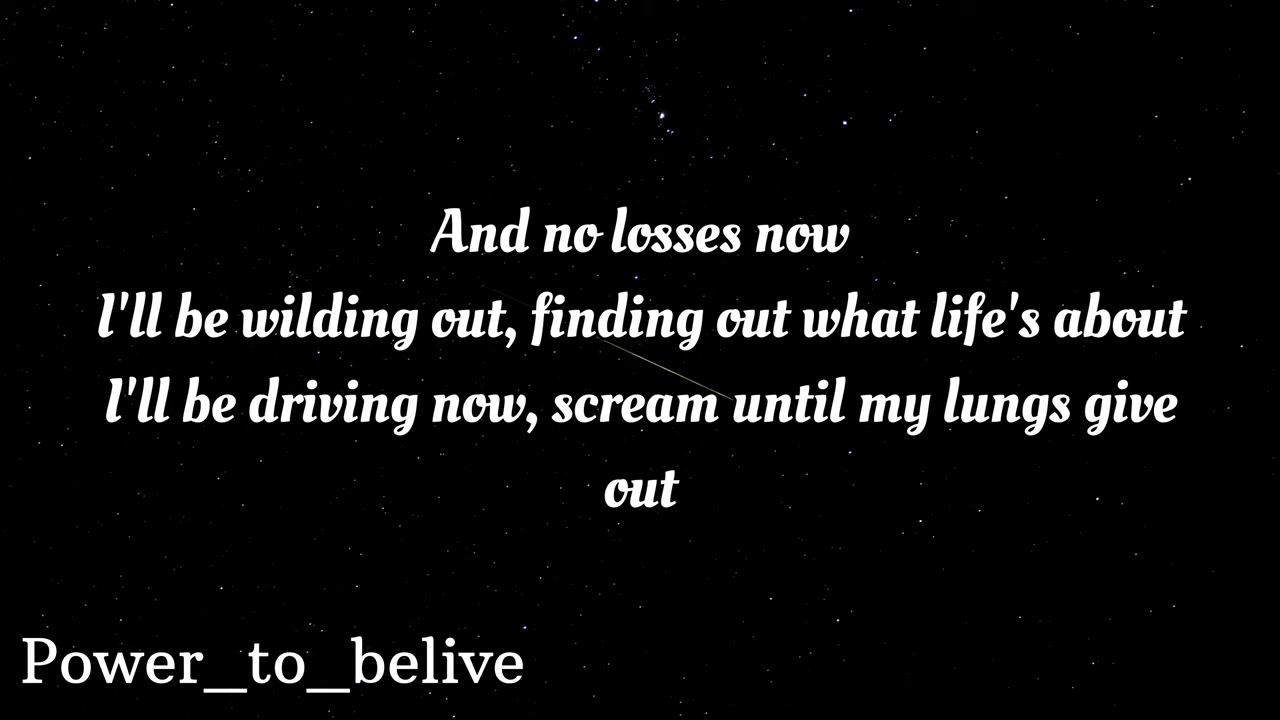 And no losses now
I'll be wilding out, finding out what life's about
I'll be driving now, scream until my lungs give
out
Power_to_belive